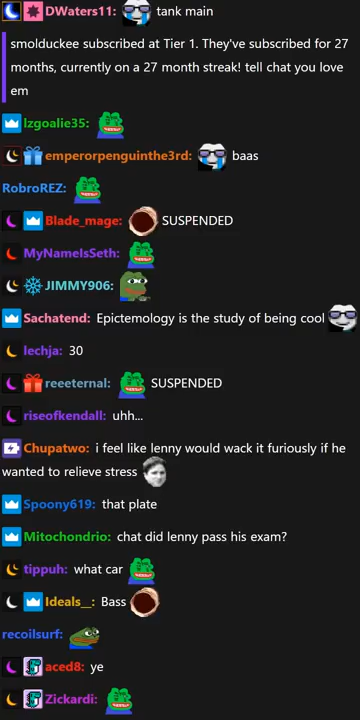 DWaters11: tank main
smolduckee subscribed at Tier 1. They've subscribed for 27
months, currently on a 27 month streak! tell chat you love
em
lzgoalie35:
emperorpenguinthe3rd: baas
RobroREZ:
Blade_mage: SUSPENDED
MyNameIsSeth:
JIMMY906:
Sachatend: Epictemology is the study of being cool
lechja: 30
reeeternal: SUSPENDED
riseofkendall: uhh...
Chupatwo: i feel like lenny would wack it furiously if he
wanted to relieve stress
Spoony619: that plate
Mitochondrio: chat did lenny pass his exam?
tippuh: what car
Ideals__: Bass
recoilsurf:
aced8: ye
Zickardi: